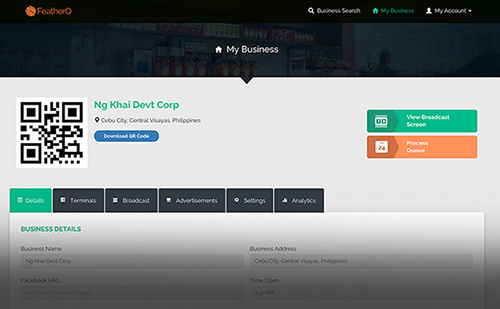 FeatherQ
Business Search
My Business
My Account
My Business
Ng Khai Devt Corp
Cebu City, Central Visayas, Philippines
Download QR Code
View Broadcast
Screen
24
Process
Queue
Details
Terminals
Broadcast
Advertisements
Settings
Analytics
BUSINESS DETAILS
Business Name
Business Address
Ng Khai Devt Corp
Cebu City, Central Visayas, Philippines
Facebook URL
Time Open